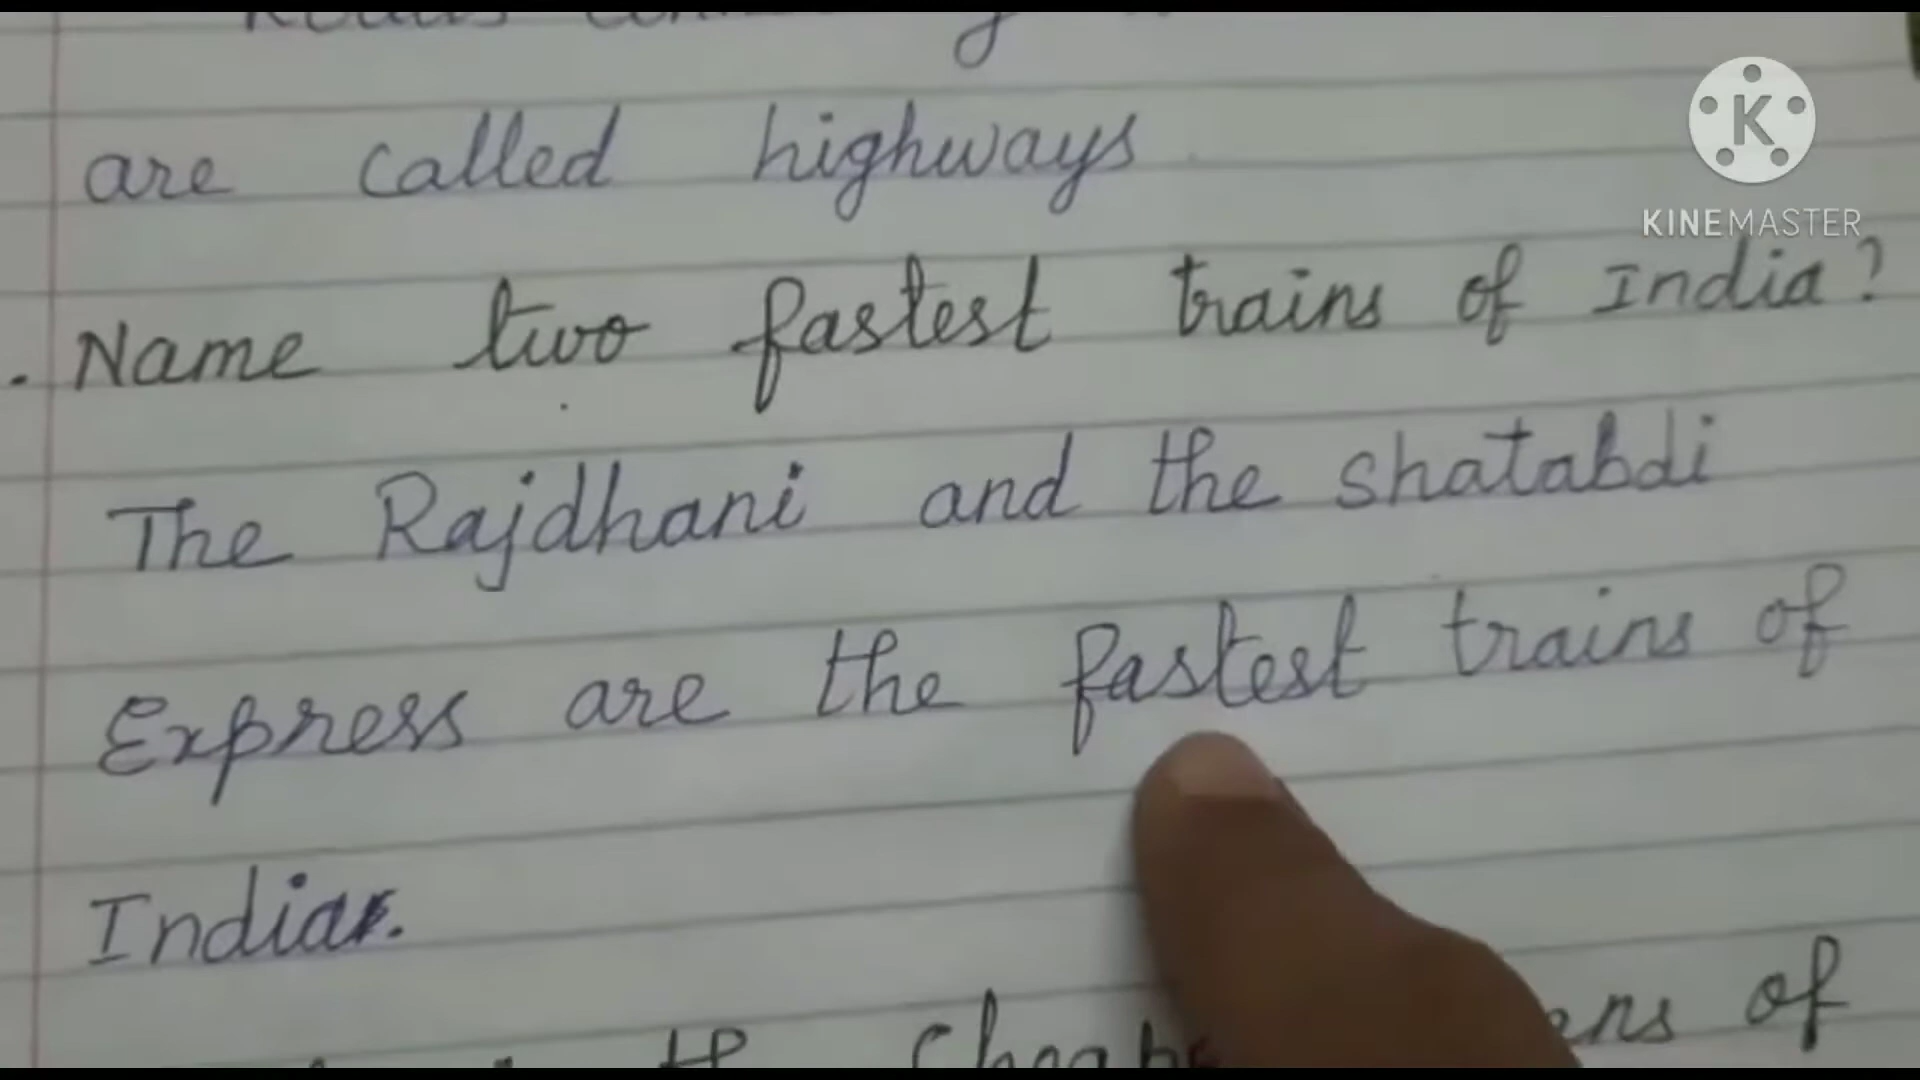 are called highways
KINEMASTER
. Name two fastest trains of India?
The Rajdhani and the shatabdi
Express are the fastest trains of
India.
of